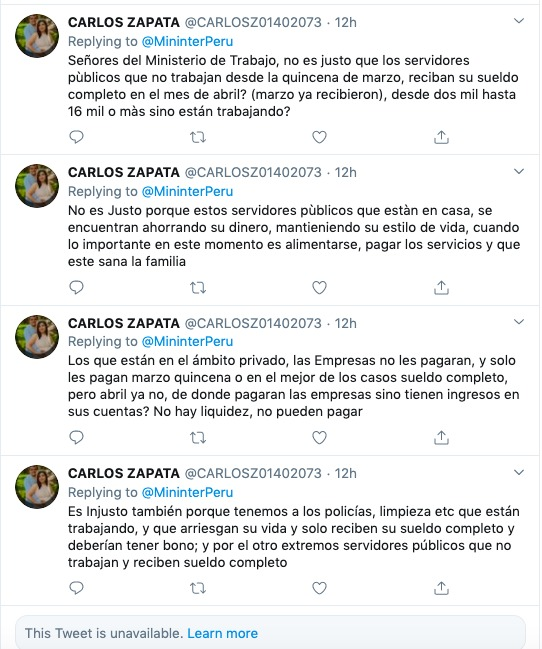 CARLOS ZAPATA @CARLOSZ01402073 · 12h
Replying to @MininterPeru
Señores del Ministerio de Trabajo, no es justo que los servidores
pùblicos que no trabajan desde la quincena de marzo, reciban su sueldo
completo en el mes de abril? (marzo ya recibieron), desde dos mil hasta
16 mil o màs sino están trabajando?
CARLOS ZAPATA @CARLOSZ01402073 · 12h
Replying to @MininterPeru
No es Justo porque estos servidores pùblicos que estàn en casa, se
encuentran ahorrando su dinero, mantieniendo su estilo de vida, cuando
lo importante en este momento es alimentarse, pagar los servicios y que
este sana la familia
CARLOS ZAPATA @CARLOSZ01402073 · 12h
Replying to @MininterPeru
Los que están en el ámbito privado, las Empresas no les pagaran, y solo
les pagan marzo quincena o en el mejor de los casos sueldo completo,
pero abril ya no, de donde pagaran las empresas sino tienen ingresos en
sus cuentas? No hay liquidez, no pueden pagar
CARLOS ZAPATA @CARLOSZ01402073 · 12h
Replying to @MininterPeru
Es Injusto también porque tenemos a los policías, limpieza etc que están
trabajando, y que arriesgan su vida y solo reciben su sueldo completo y
deberían tener bono; y por el otro extremos servidores públicos que no
trabajan y reciben sueldo completo
This Tweet is unavailable. Learn more